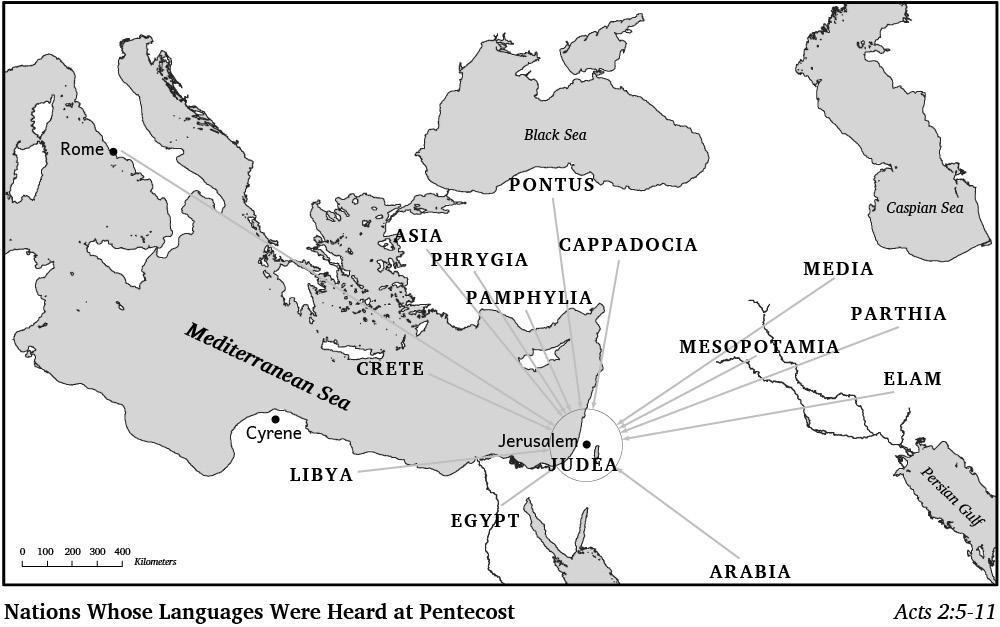 Black Sea
Rome
PONTUS
Caspian Sea
ASIA
CAPPADOCIA
PHRYGIA
MEDIA
PAMPHYLIA
PARTHIA
Mediterranean Sea
MESOPOTAMIA
CRETE
ELAM
Cyrene
Jerusalem
JUDEA
LIBYA
Persian Gulf
EGYPT
0 100 200 300 400
Kilometers
ARABIA
Nations Whose Languages Were Heard at Pentecost
Acts 2:5-11